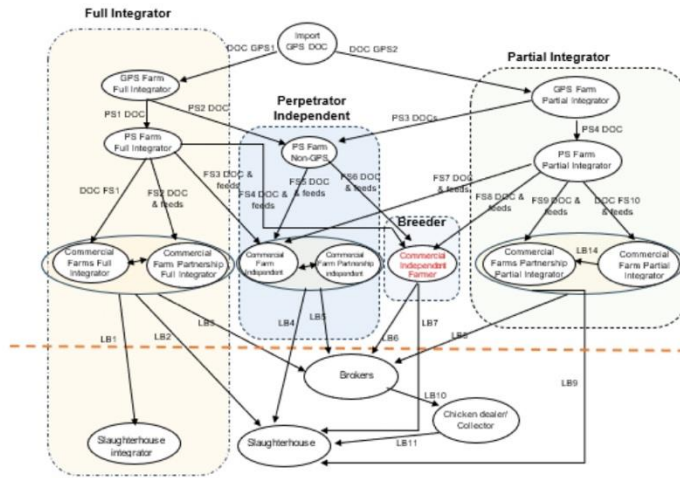 Full Integrator
Import
GPS DOC
DOC GPS1
DOC GPS2
Partial Integrator
GPS Farm
Full Integrator
GPS Farm
Partial Integrator
PS1 DOC
PS2 DOC
Perpetrator
Independent
PS3 DOCs
PS4 DOC
PS Farm
Full Integrator
PS Farm
Non-GPS
PS Farm
Partial Integrator
DOC FS1
FS2 DOC
& feeds
FS3 DOC &
feeds
FS4 DOC &
feeds
FS5 DOC
& feeds
FS6 DOC
& feeds
FS7 DOC
& feeds
FS8 DOC &
feeds
FS9 DOC &
feeds
DOC FS10
& feeds
Breeder
Commercial
Farms Full
Integrator
Commercial
Farm Partnership
Full Integrator
Commercial
Farm
Independent
Commercial
Farm Partnership
independent
Commercial
Independent
Farmer
Commercial
Farms Partnership
Partial Integrator
LB14
Commercial
Farm Partial
Integrator
LB1
LB2
LB3
LB4
LB5
LB6
LB7
LB8
LB9
Brokers
LB10
Chicken dealer/
Collector
LB11
Slaughterhouse
integrator
Slaughterhouse